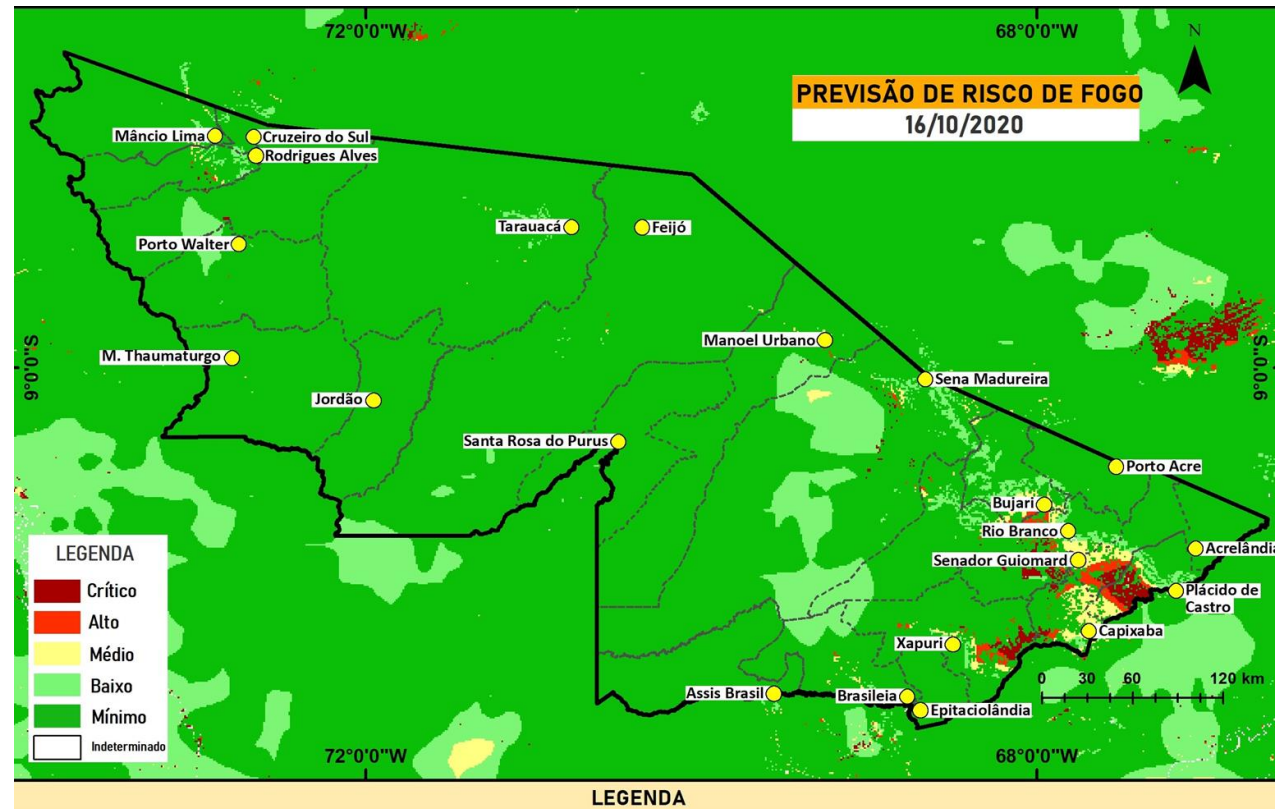 72°0'0"W
68°0'0"W
N
PREVISÃO DE RISCO DE FOGO
16/10/2020
Mâncio Lima
Cruzeiro do Sul
Rodrigues Alves
Tarauacá
Feijó
Porto Walter
Manoel Urbano
M. Thaumaturgo
9°0'0"S
9°0'0"S
Sena Madureira
Jordão
Santa Rosa do Purus
Porto Acre
Bujari
Rio Branco
Acrelândia
Senador Guiomard
Plácido de
Castro
Capixaba
Xapuri
Assis Brasil
Brasileia
Epitaciolândia
0 30 60 120 km
LEGENDA
Crítico
Alto
Médio
Baixo
Mínimo
Indeterminado
72°0'0"W
68°0'0"W
LEGENDA